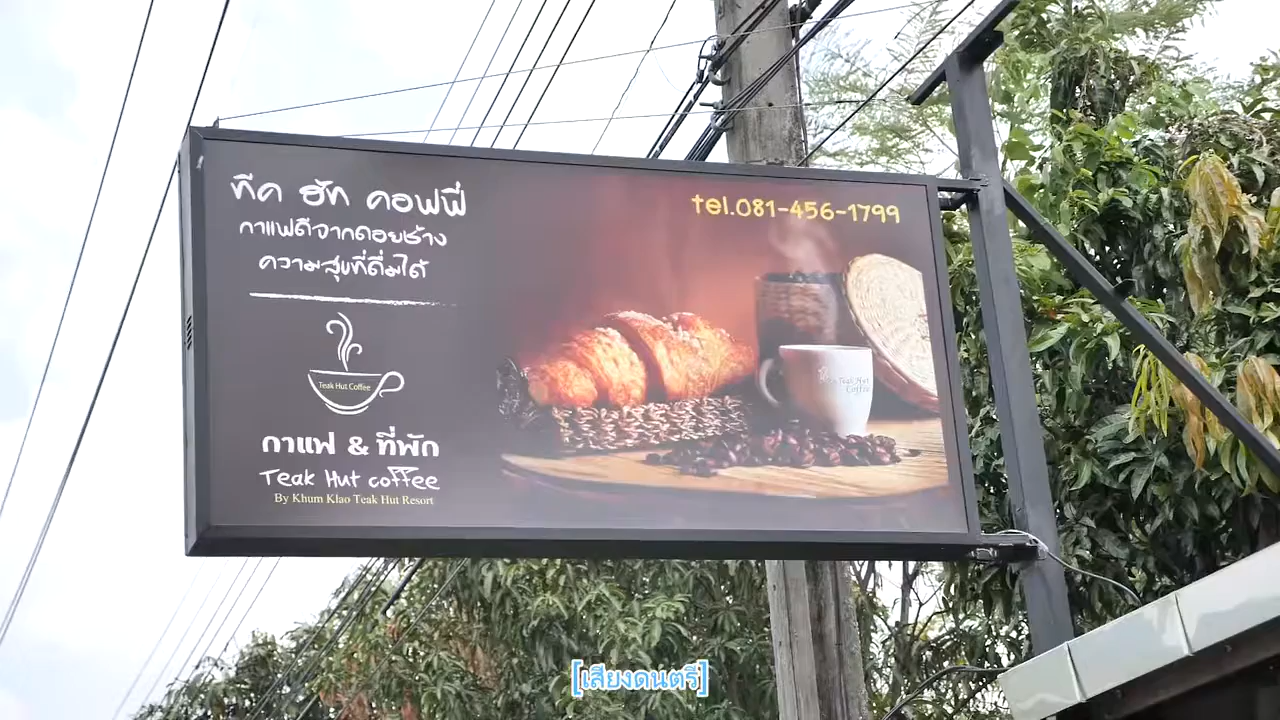 ทีค ฮัท คอฟฟี่
กาแฟดีจากดอยช้าง
ความสุขที่ดื่มได้
tel.081-456-1799
Teak Hut Coffee
Teak Hut
Coffee
กาแฟ & ที่พัก
Teak Hut coffee
By Khum Klao Teak Hut Resort
[เสียงดนตรี]